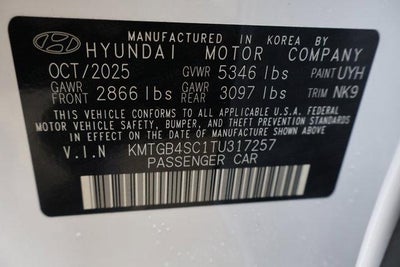 MANUFACTURED IN KOREA BY
HYUNDAI MOTOR COMPANY
OCT/2025 GVWR 5346 lbs PAINT UYH
GAWR FRONT 2866 lbs GAWR REAR 3097 lbs TRIM NK9
THIS VEHICLE CONFORMS TO ALL APPLICABLE U.S.A. FEDERAL
MOTOR VEHICLE SAFETY, BUMPER, AND THEFT PREVENTION STANDARDS
IN EFFECT ON THE DATE OF MANUFACTURE SHOWN ABOVE.
V.I.N KMTGB4SC1TU317257
PASSENGER CAR